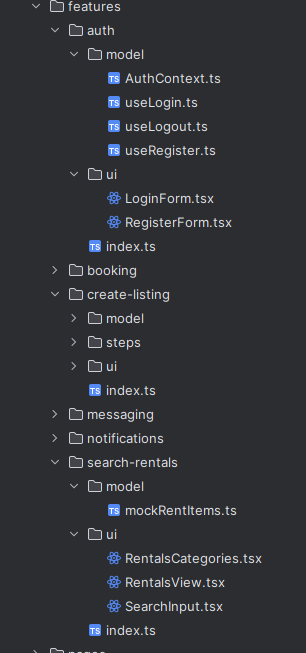 features
auth
model
TS AuthContext.ts
TS useLogin.ts
TS useLogout.ts
TS useRegister.ts
ui
LoginForm.tsx
RegisterForm.tsx
TS index.ts
booking
create-listing
model
steps
ui
TS index.ts
messaging
notifications
search-rentals
model
TS mockRentItems.ts
ui
RentalsCategories.tsx
RentalsView.tsx
SearchInput.tsx
TS index.ts